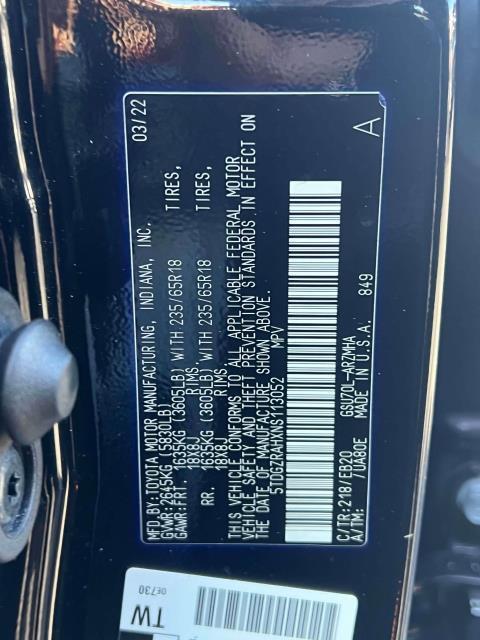 MFD.BY:TOYOTA MOTOR MANUFACTURING, INDIANA, INC. 03/22
GVWR:2645KG (5830LB)
GAWR:FRT. 1635KG (3605LB) WITH 235/65R18 TIRES,
18X8J RIMS
RR. 1635KG (3605LB) WITH 235/65R18 TIRES,
18X8J RIMS
THIS VEHICLE CONFORMS TO ALL APPLICABLE FEDERAL MOTOR
VEHICLE SAFETY AND THEFT PREVENTION STANDARDS IN EFFECT ON
THE DATE OF MANUFACTURE SHOWN ABOVE.
5TDGZRAHXNS113052 MPV A
C/TR:218/EB20 GSU70L-ARZMHA
A/TM: /UA80E MADE IN U.S.A. 849
0E730
TW